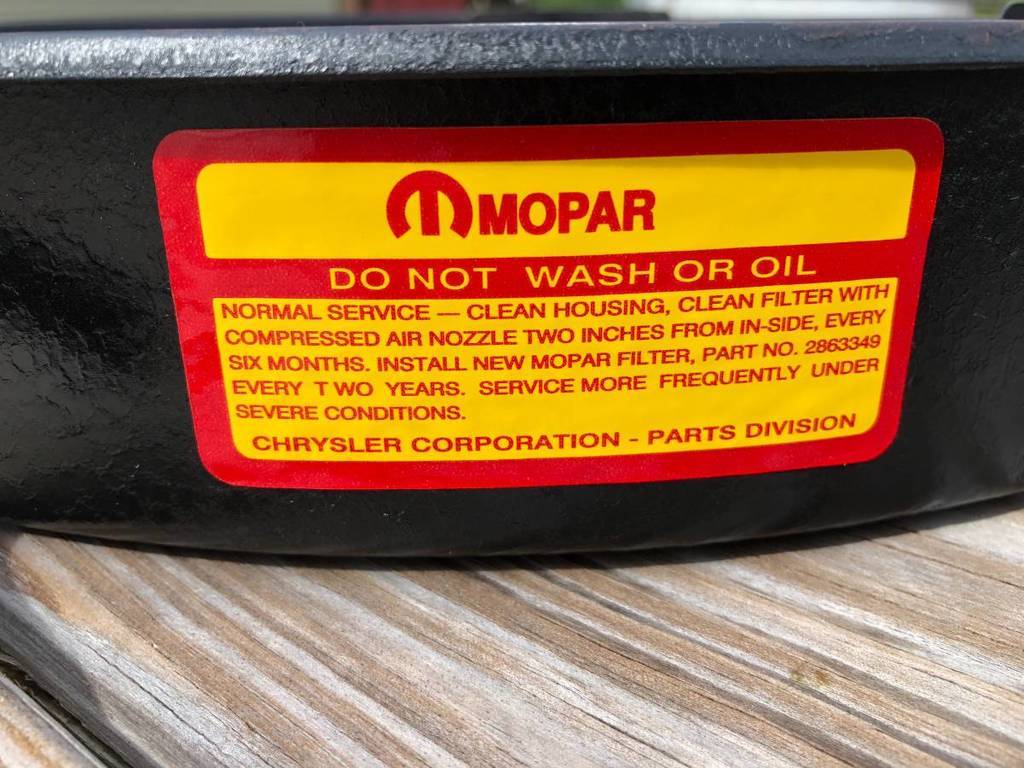 MOPAR
DO NOT WASH OR OIL
NORMAL SERVICE — CLEAN HOUSING, CLEAN FILTER WITH
COMPRESSED AIR NOZZLE TWO INCHES FROM IN-SIDE, EVERY
SIX MONTHS. INSTALL NEW MOPAR FILTER, PART NO. 2863349
EVERY T WO YEARS. SERVICE MORE FREQUENTLY UNDER
SEVERE CONDITIONS.
CHRYSLER CORPORATION - PARTS DIVISION